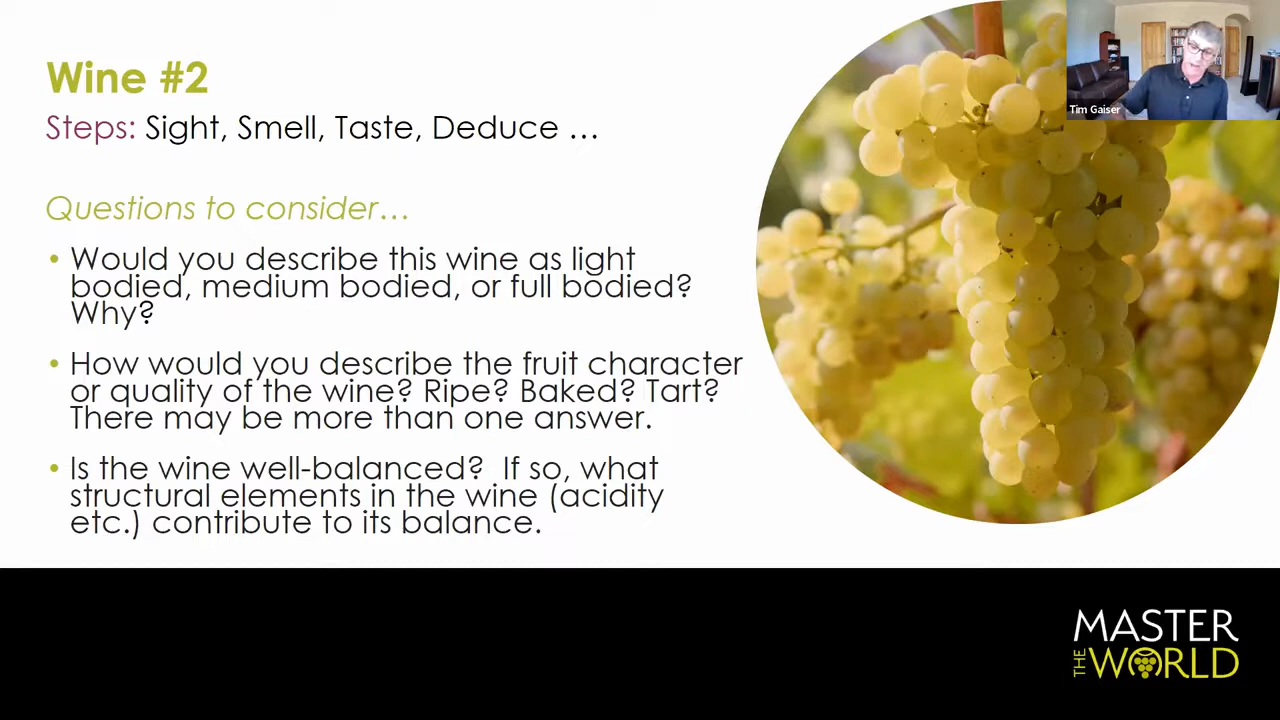 Wine #2
Steps: Sight, Smell, Taste, Deduce …
Questions to consider…
• Would you describe this wine as light
bodied, medium bodied, or full bodied?
Why?
• How would you describe the fruit character
or quality of the wine? Ripe? Baked? Tart?
There may be more than one answer.
• Is the wine well-balanced?  If so, what
structural elements in the wine (acidity
etc.) contribute to its balance.
Tim Gaiser
MASTER
THE WORLD